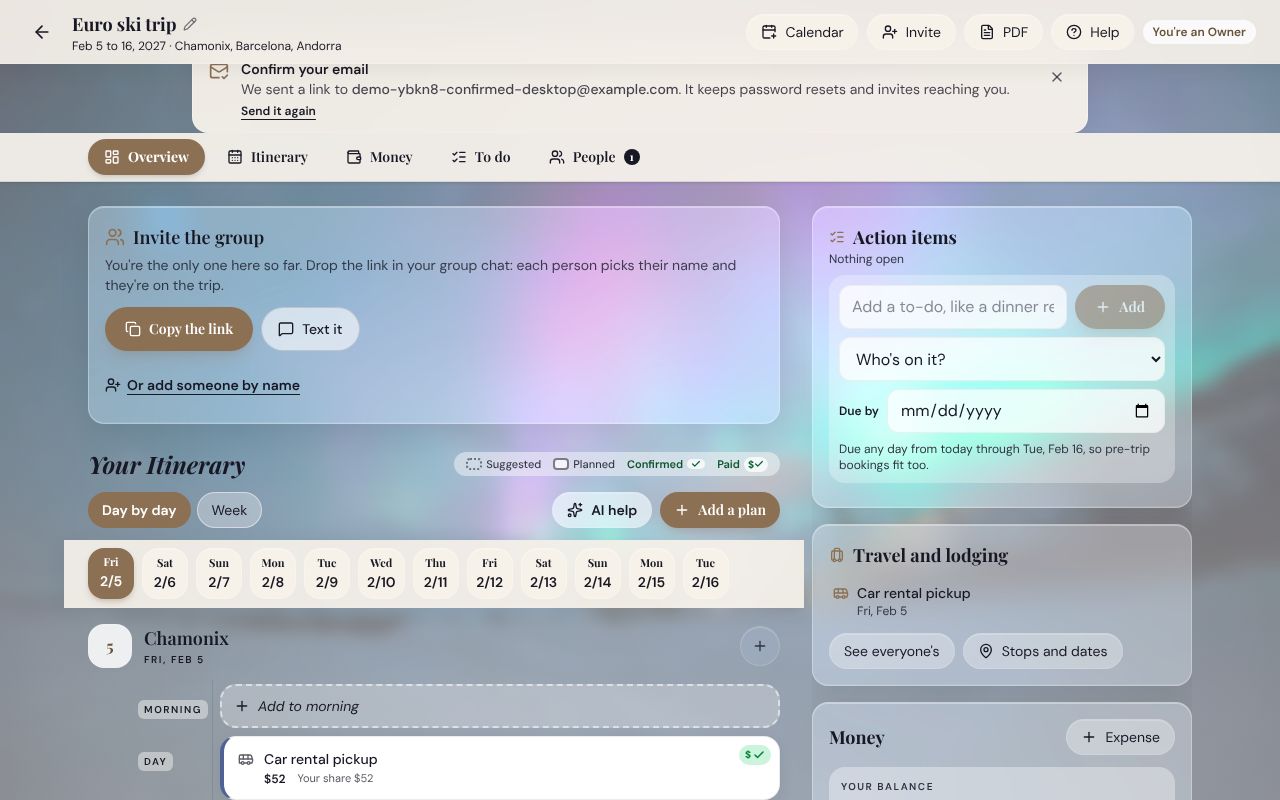 Euro ski trip
Feb 5 to 16, 2027 · Chamonix, Barcelona, Andorra
Calendar
Invite
PDF
Help
You're an Owner
Confirm your email
We sent a link to demo-ybkn8-confirmed-desktop@example.com. It keeps password resets and invites reaching you.
Send it again
Overview
Itinerary
Money
To do
People 1
Invite the group
You're the only one here so far. Drop the link in your group chat: each person picks their name and
they're on the trip.
Copy the link
Text it
Or add someone by name
Your Itinerary
Suggested
Planned
Confirmed
Paid $
Day by day
Week
AI help
Add a plan
Fri 2/5
Sat 2/6
Sun 2/7
Mon 2/8
Tue 2/9
Wed 2/10
Thu 2/11
Fri 2/12
Sat 2/13
Sun 2/14
Mon 2/15
Tue 2/16
5
Chamonix
FRI, FEB 5
MORNING
Add to morning
DAY
Car rental pickup
$52 Your share $52
$
Action items
Nothing open
Add a to-do, like a dinner re
Add
Who's on it?
Due by
mm/dd/yyyy
Due any day from today through Tue, Feb 16, so pre-trip
bookings fit too.
Travel and lodging
Car rental pickup
Fri, Feb 5
See everyone's
Stops and dates
Money
Expense
YOUR BALANCE